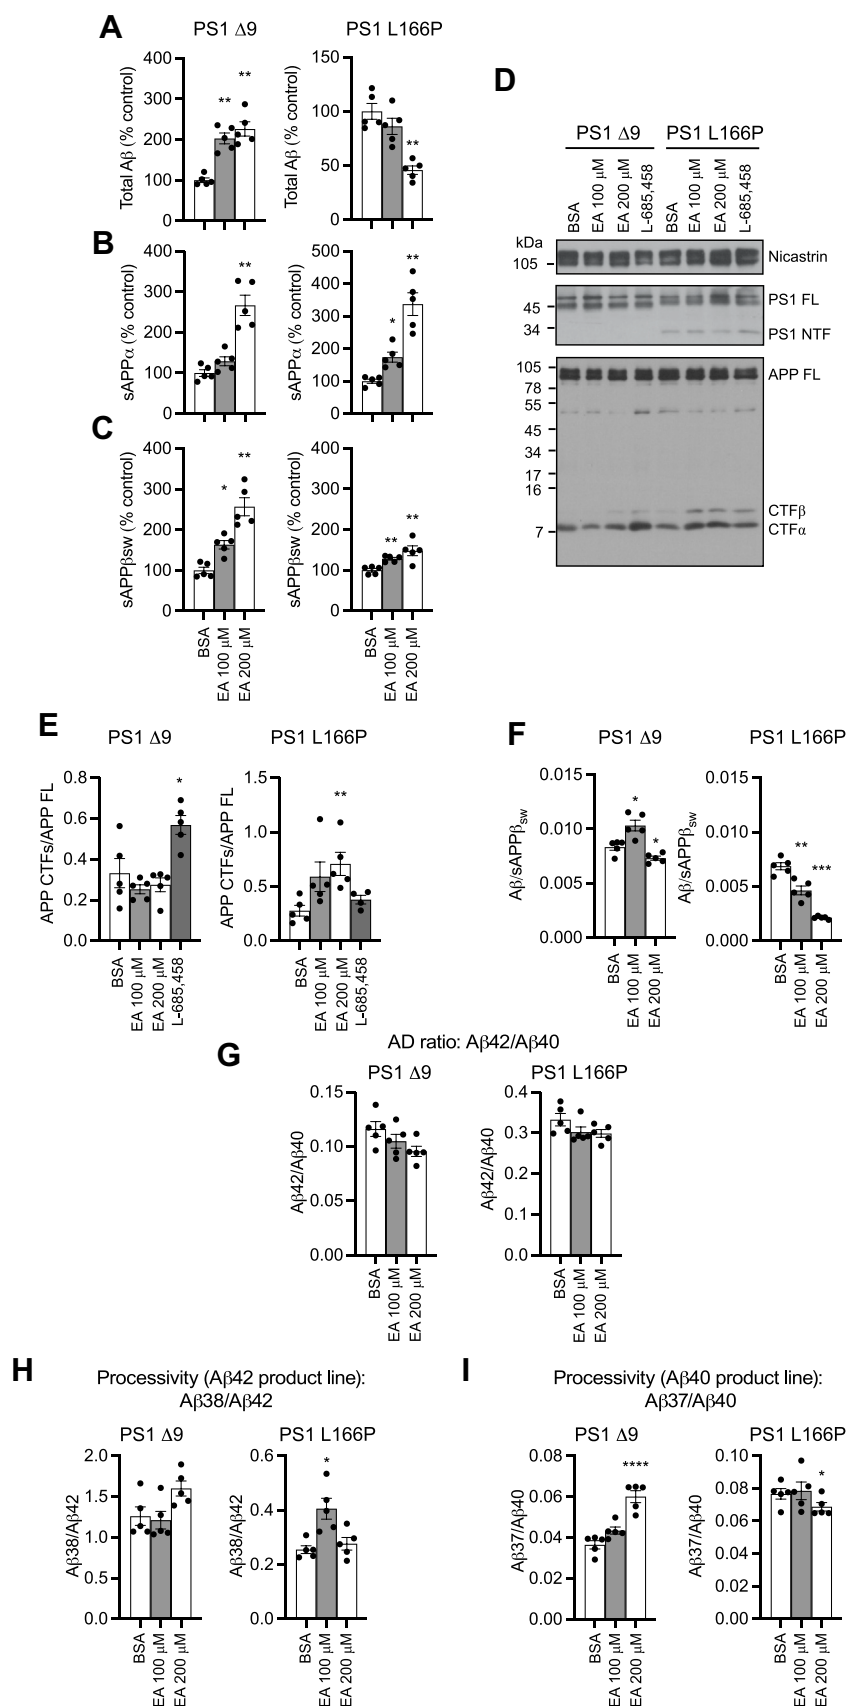 A
PS1 Δ9
PS1 L166P
Total Aβ (% control)
400
300
200
100
0
**
**
Total Aβ (% control)
150
100
50
0
**
B
sAPPα (% control)
400
300
200
100
0
**
sAPPα (% control)
500
400
300
200
100
0
*
**
C
sAPPβsw (% control)
400
300
200
100
0
*
**
BSA
EA 100 μM
EA 200 μM
sAPPβsw (% control)
400
300
200
100
0
**
**
BSA
EA 100 μM
EA 200 μM
D
PS1 Δ9
PS1 L166P
BSA
EA 100 μM
EA 200 μM
L-685,458
BSA
EA 100 μM
EA 200 μM
L-685,458
kDa
105
Nicastrin
45
34
PS1 FL
PS1 NTF
105
78
55
45
34
17
16
7
APP FL
CTFβ
CTFα
E
PS1 Δ9
APP CTFs/APP FL
0.8
0.6
0.4
0.2
0.0
*
BSA
EA 100 μM
EA 200 μM
L-685,458
PS1 L166P
APP CTFs/APP FL
1.5
1.0
0.5
0.0
**
BSA
EA 100 μM
EA 200 μM
L-685,458
F
PS1 Δ9
Aβ/sAPPβsw
0.015
0.010
0.005
0.000
*
*
BSA
EA 100 μM
EA 200 μM
PS1 L166P
Aβ/sAPPβsw
0.015
0.010
0.005
0.000
**
***
BSA
EA 100 μM
EA 200 μM
G
AD ratio: Aβ42/Aβ40
PS1 Δ9
Aβ42/Aβ40
0.15
0.10
0.05
0.00
BSA
EA 100 μM
EA 200 μM
PS1 L166P
Aβ42/Aβ40
0.4
0.3
0.2
0.1
0.0
BSA
EA 100 μM
EA 200 μM
H
Processivity (Aβ42 product line):
Aβ38/Aβ42
PS1 Δ9
Aβ38/Aβ42
2.0
1.5
1.0
0.5
0.0
BSA
EA 100 μM
EA 200 μM
PS1 L166P
Aβ38/Aβ42
0.6
0.4
0.2
0.0
*
BSA
EA 100 μM
EA 200 μM
I
Processivity (Aβ40 product line):
Aβ37/Aβ40
PS1 Δ9
Aβ37/Aβ40
0.08
0.06
0.04
0.02
0.00
****
BSA
EA 100 μM
EA 200 μM
PS1 L166P
Aβ37/Aβ40
0.10
0.08
0.06
0.04
0.02
0.00
*
BSA
EA 100 μM
EA 200 μM